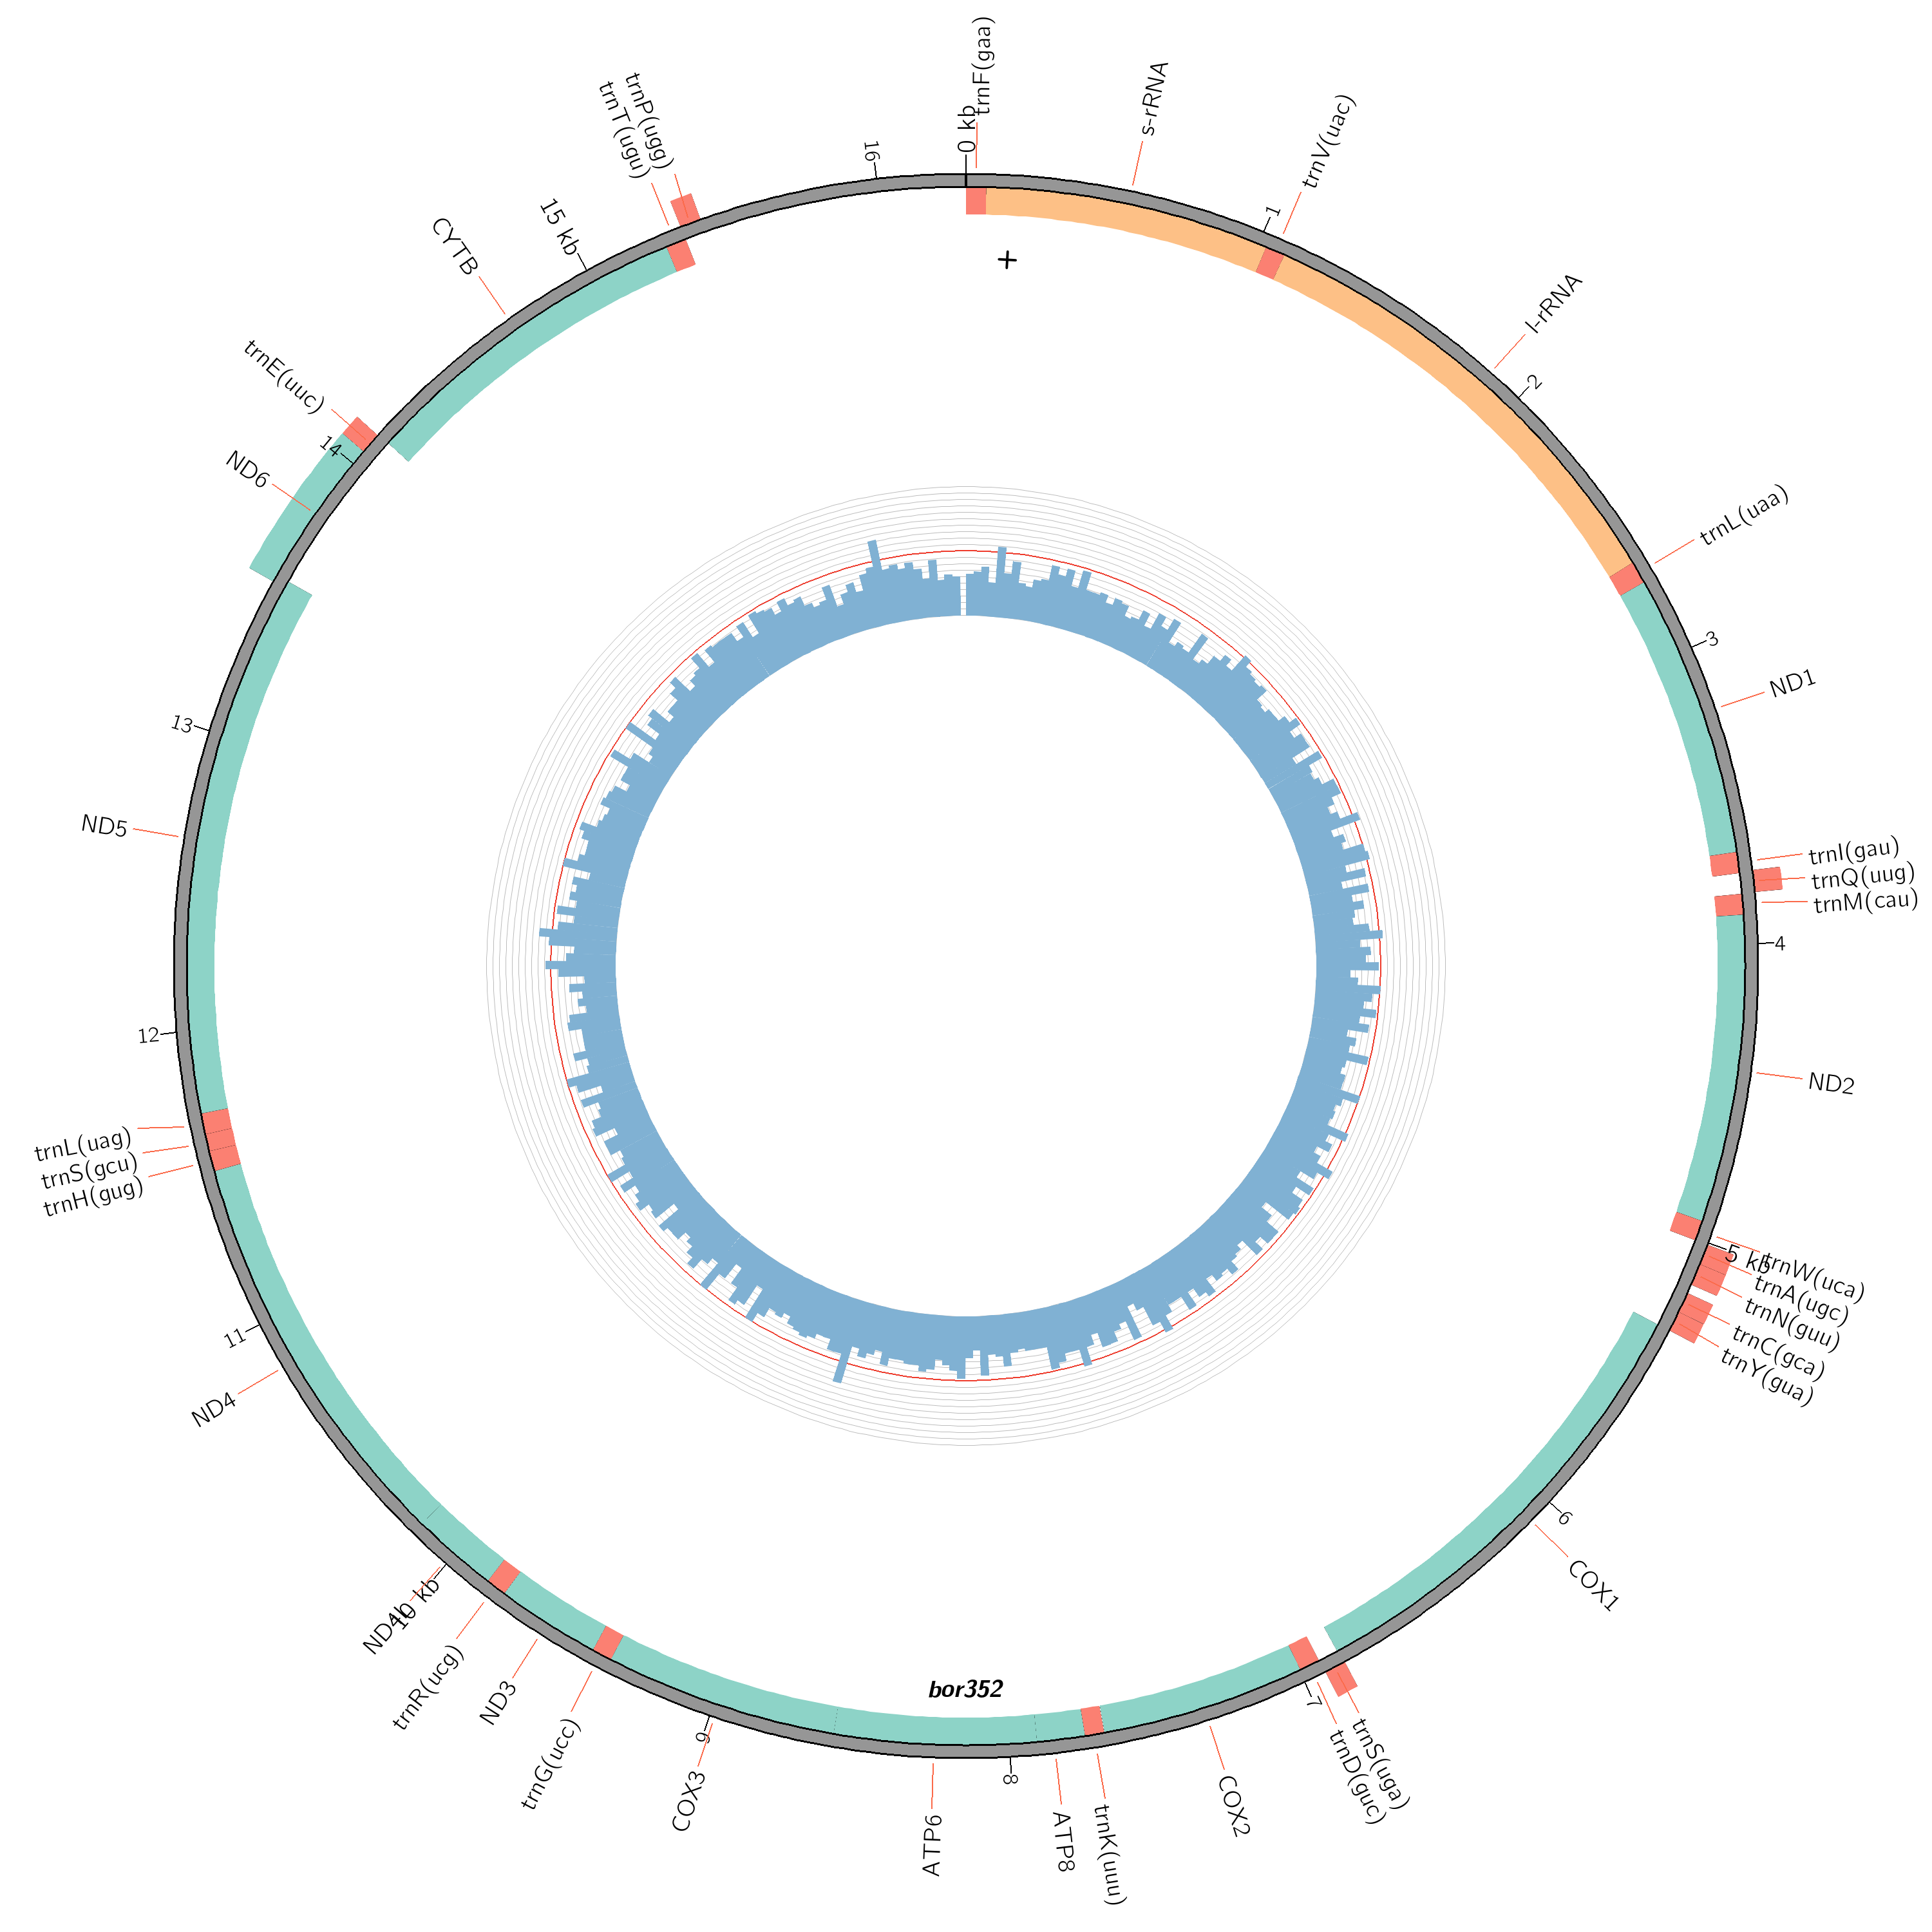 0 kb
trnF(gaa)
s-rRNA
1
trnV(uac)
l-rRNA
2
trnL(uaa)
3
ND1
trnI(gau)
trnQ(uug)
trnM(cau)
4
ND2
5 kb
trnW(uca)
trnA(ugc)
trnN(guu)
trnC(gca)
trnY(gua)
6
COX1
trnS(uga)
trnD(guc)
7
COX2
trnK(uuu)
ATP8
8
ATP6
COX3
9
trnG(ucc)
ND3
trnR(ucg)
ND4L
10 kb
ND4
11
trnH(gug)
trnS(gcu)
trnL(uag)
12
ND5
13
ND6
14
trnE(uuc)
CYTB
15 kb
trnT(ugu)
trnP(ugg)
16
+
bor352